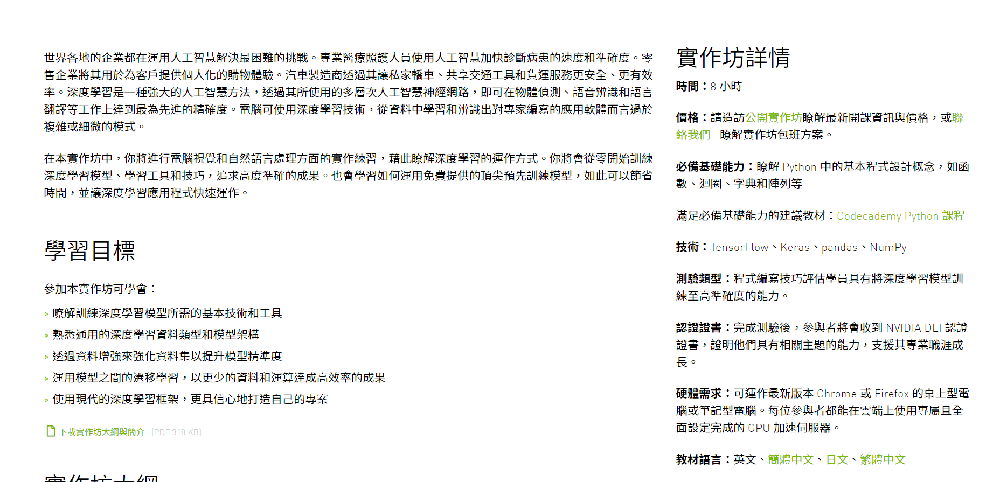 世界各地的企業都在運用人工智慧解決最困難的挑戰。專業醫療照護人員使用人工智慧加快診斷病患的速度和準確度。零
售企業將其用於為客戶提供個人化的購物體驗。汽車製造商透過其讓私家轎車、共享交通工具和貨運服務更安全、更有效
率。深度學習是一種強大的人工智慧方法，透過其所使用的多層次人工智慧神經網路，即可在物體偵測、語音辨識和語言
翻譯等工作上達到最為先進的精確度。電腦可使用深度學習技術，從資料中學習和辨識出對專家編寫的應用軟體而言過於
複雜或細微的模式。
在本實作坊中，你將進行電腦視覺和自然語言處理方面的實作練習，藉此瞭解深度學習的運作方式。你將會從零開始訓練
深度學習模型、學習工具和技巧，追求高度準確的成果。也會學習如何運用免費提供的頂尖預先訓練模型，如此可以節省
時間，並讓深度學習應用程式快速運作。
學習目標
參加本實作坊可學會：
> 瞭解訓練深度學習模型所需的基本技術和工具
> 熟悉通用的深度學習資料類型和模型架構
> 透過資料增強來強化資料集以提升模型精準度
> 運用模型之間的遷移學習，以更少的資料和運算達成高效率的成果
> 使用現代的深度學習框架，更具信心地打造自己的專案
下載實作坊大綱與簡介_(PDF 318 KB)
實作坊大綱
實作坊詳情
時間：8 小時
價格：請造訪公開實作坊瞭解最新開課資訊與價格，或聯
絡我們 瞭解實作坊包班方案。
必備基礎能力：瞭解 Python 中的基本程式設計概念，如函
數、迴圈、字典和陣列等
滿足必備基礎能力的建議教材：Codecademy Python 課程
技術：TensorFlow、Keras、pandas、NumPy
測驗類型：程式編寫技巧評估學員具有將深度學習模型訓
練至高準確度的能力。
認證證書：完成測驗後，參與者將會收到 NVIDIA DLI 認證
證書，證明他們具有相關主題的能力，支援其專業職涯成
長。
硬體需求：可運作最新版本 Chrome 或 Firefox 的桌上型電
腦或筆記型電腦。每位參與者都能在雲端上使用專屬且全
面設定完成的 GPU 加速伺服器。
教材語言：英文、簡體中文、日文、繁體中文